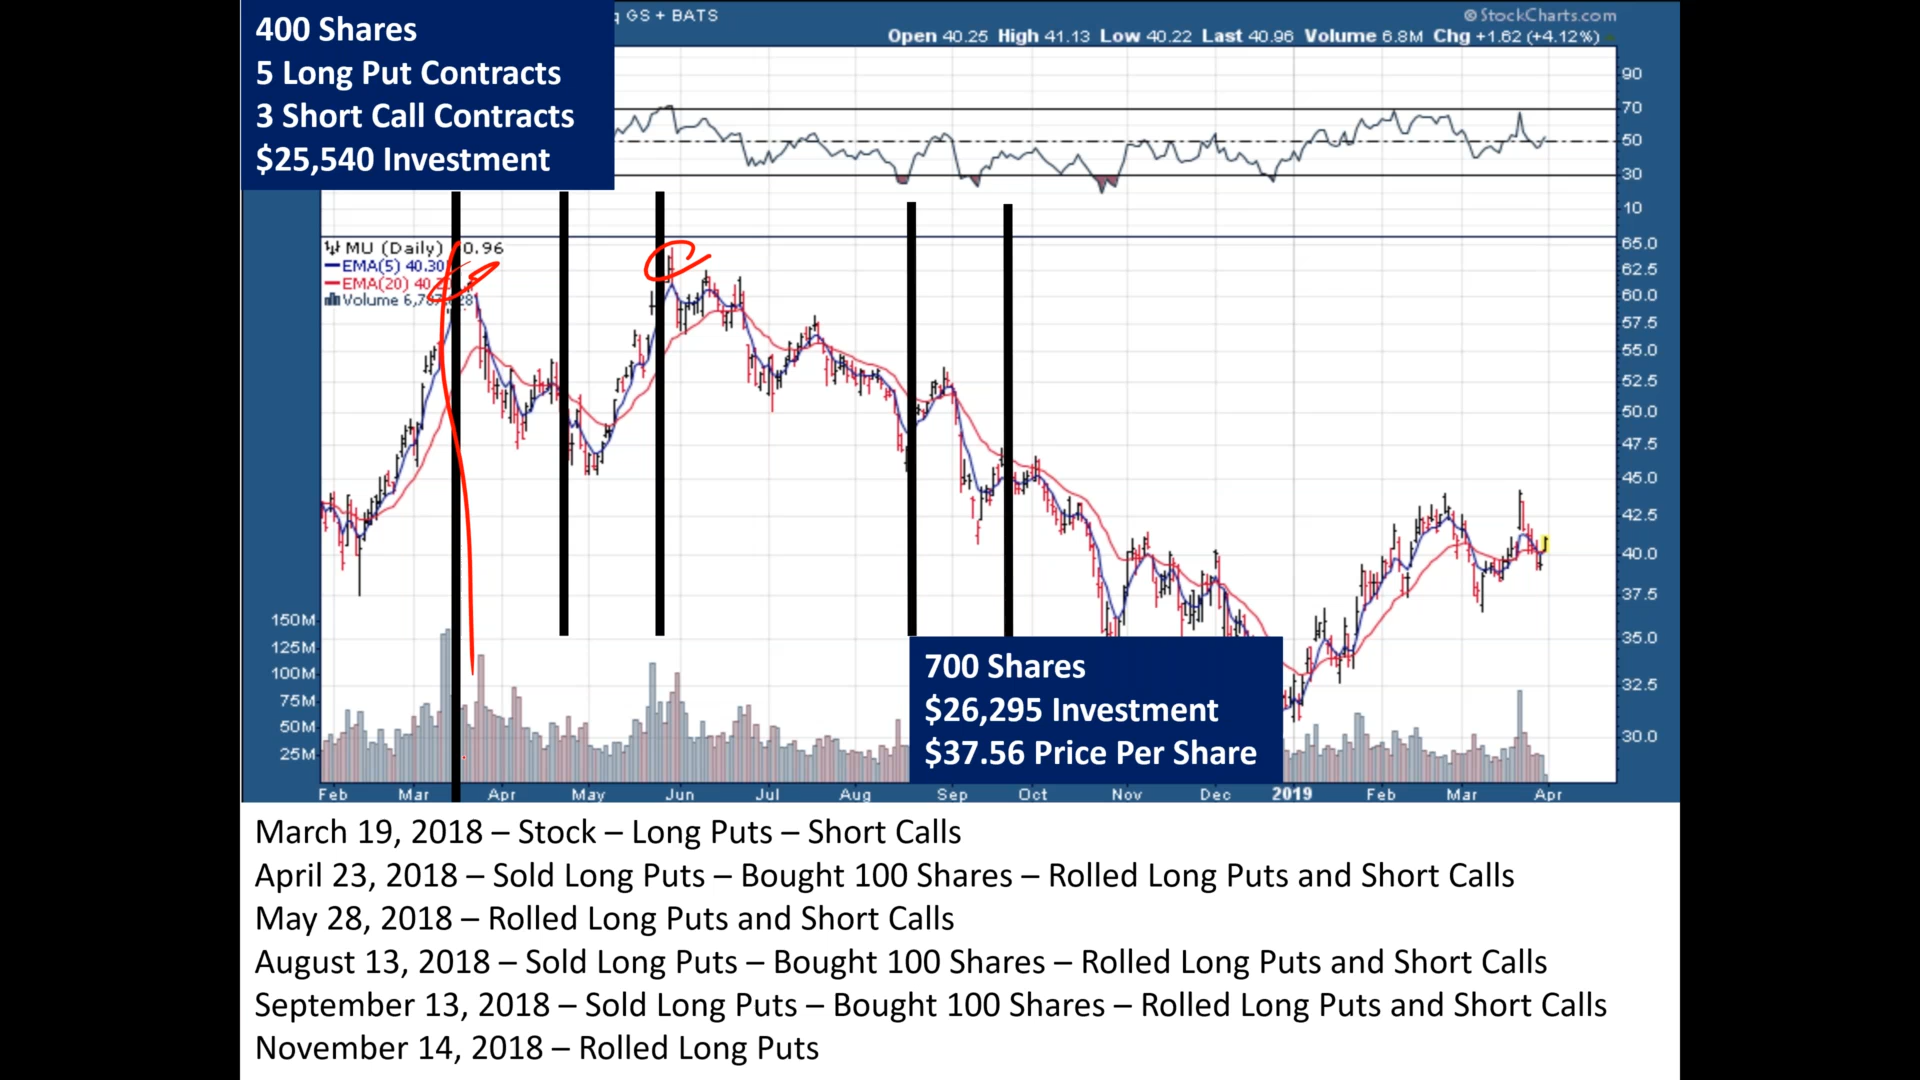 400 Shares
5 Long Put Contracts
3 Short Call Contracts
$25,540 Investment
GS + BATS
©StockCharts.com
Open 40.25 High 41.13 Low 40.22 Last 40.96 Volume 6.8M Chg +1.62 (+4.12%)
90
70
50
30
10
MU (Daily) 0.96
EMA(5) 40.30
EMA(20)
Volume
65.0
62.5
60.0
57.5
55.0
52.5
50.0
47.5
45.0
42.5
40.0
37.5
35.0
32.5
30.0
150M
125M
100M
75M
50M
25M
700 Shares
$26,295 Investment
$37.56 Price Per Share
Feb Mar Apr May Jun Jul Aug Sep Oct Nov Dec 2019 Feb Mar Apr
March 19, 2018 – Stock – Long Puts – Short Calls
April 23, 2018 – Sold Long Puts – Bought 100 Shares – Rolled Long Puts and Short Calls
May 28, 2018 – Rolled Long Puts and Short Calls
August 13, 2018 – Sold Long Puts – Bought 100 Shares – Rolled Long Puts and Short Calls
September 13, 2018 – Sold Long Puts – Bought 100 Shares – Rolled Long Puts and Short Calls
November 14, 2018 – Rolled Long Puts